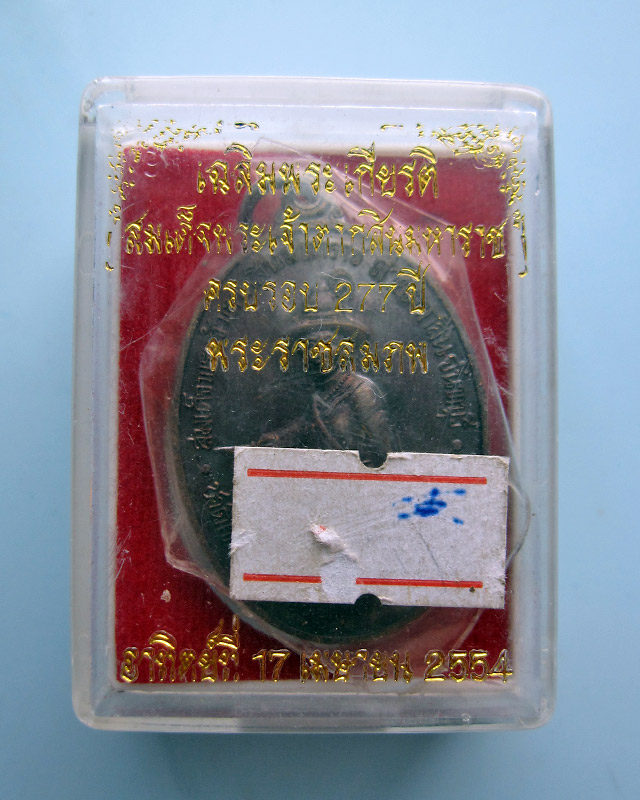 เฉลิมพระเกียรติ
สมเด็จพระเจ้าตากสินมหาราช
ครบรอบ 277 ปี
พระราชสมภพ
อาทิตย์ที่ 17 เมษายน 2554